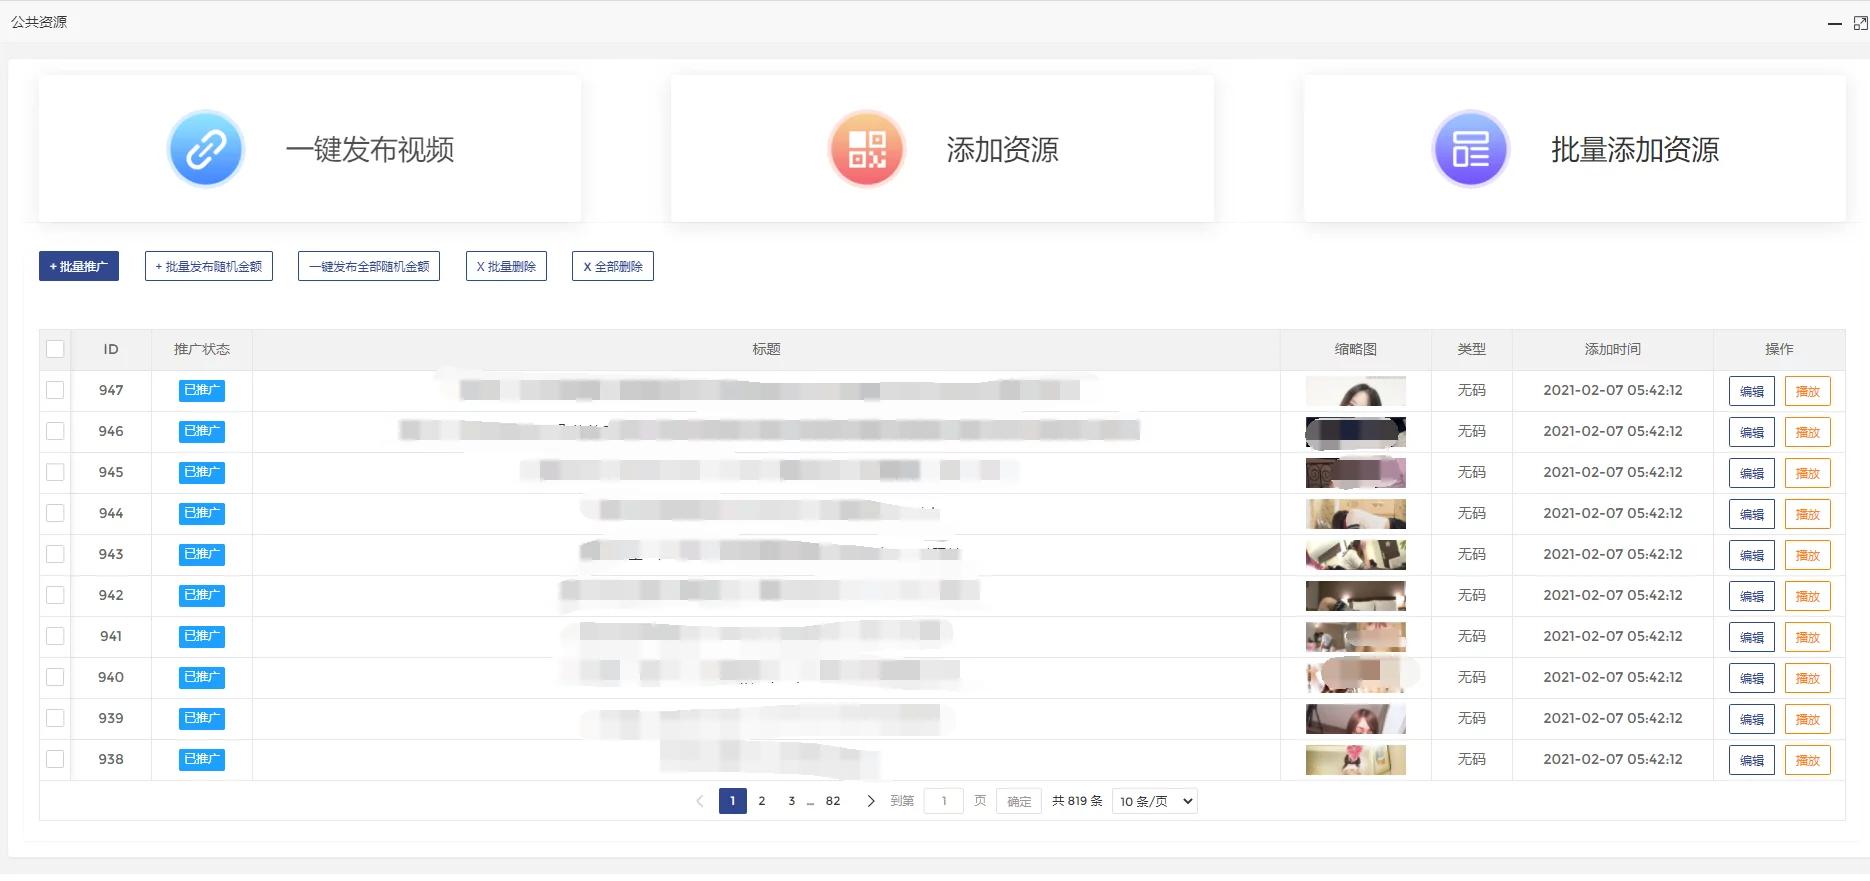 公共资源
一键发布视频 添加资源 批量添加资源
+ 批量推广 + 批量发布随机金额 一键发布全部随机金额 X 批量删除 X 全部删除
ID 推广状态 标题 缩略图 类型 添加时间 操作
947 已推广 无码 2021-02-07 05:42:12 编辑 播放
946 已推广 无码 2021-02-07 05:42:12 编辑 播放
945 已推广 无码 2021-02-07 05:42:12 编辑 播放
944 已推广 无码 2021-02-07 05:42:12 编辑 播放
943 已推广 无码 2021-02-07 05:42:12 编辑 播放
942 已推广 无码 2021-02-07 05:42:12 编辑 播放
941 已推广 无码 2021-02-07 05:42:12 编辑 播放
940 已推广 无码 2021-02-07 05:42:12 编辑 播放
939 已推广 无码 2021-02-07 05:42:12 编辑 播放
938 已推广 无码 2021-02-07 05:42:12 编辑 播放
1 2 3 … 82 到第 1 页 确定 共 819 条 10 条/页